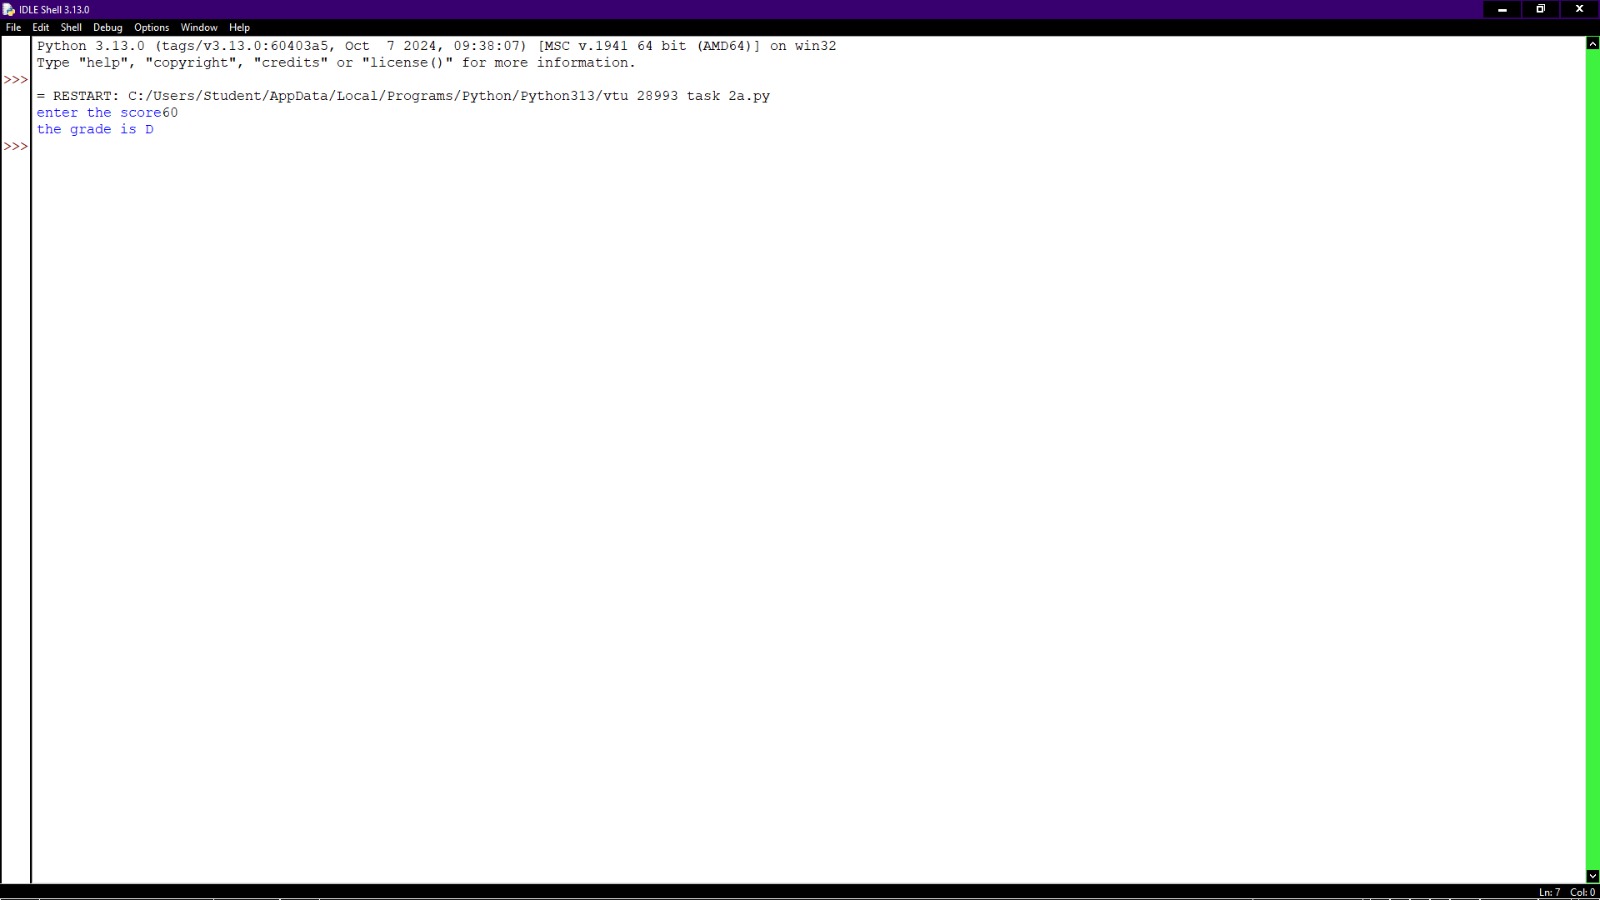 IDLE Shell 3.13.0
File Edit Shell Debug Options Window Help
Python 3.13.0 (tags/v3.13.0:60403a5, Oct  7 2024, 09:38:07) [MSC v.1941 64 bit (AMD64)] on win32
Type "help", "copyright", "credits" or "license()" for more information.
>>>
= RESTART: C:/Users/Student/AppData/Local/Programs/Python/Python313/vtu 28993 task 2a.py
enter the score60
the grade is D
>>>
Ln: 7 Col: 0